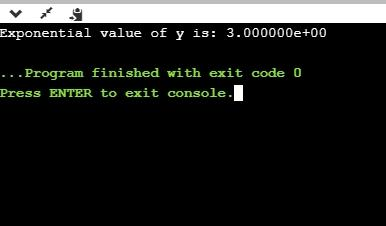 Exponential value of y is: 3.000000e+00
...Program finished with exit code 0
Press ENTER to exit console.